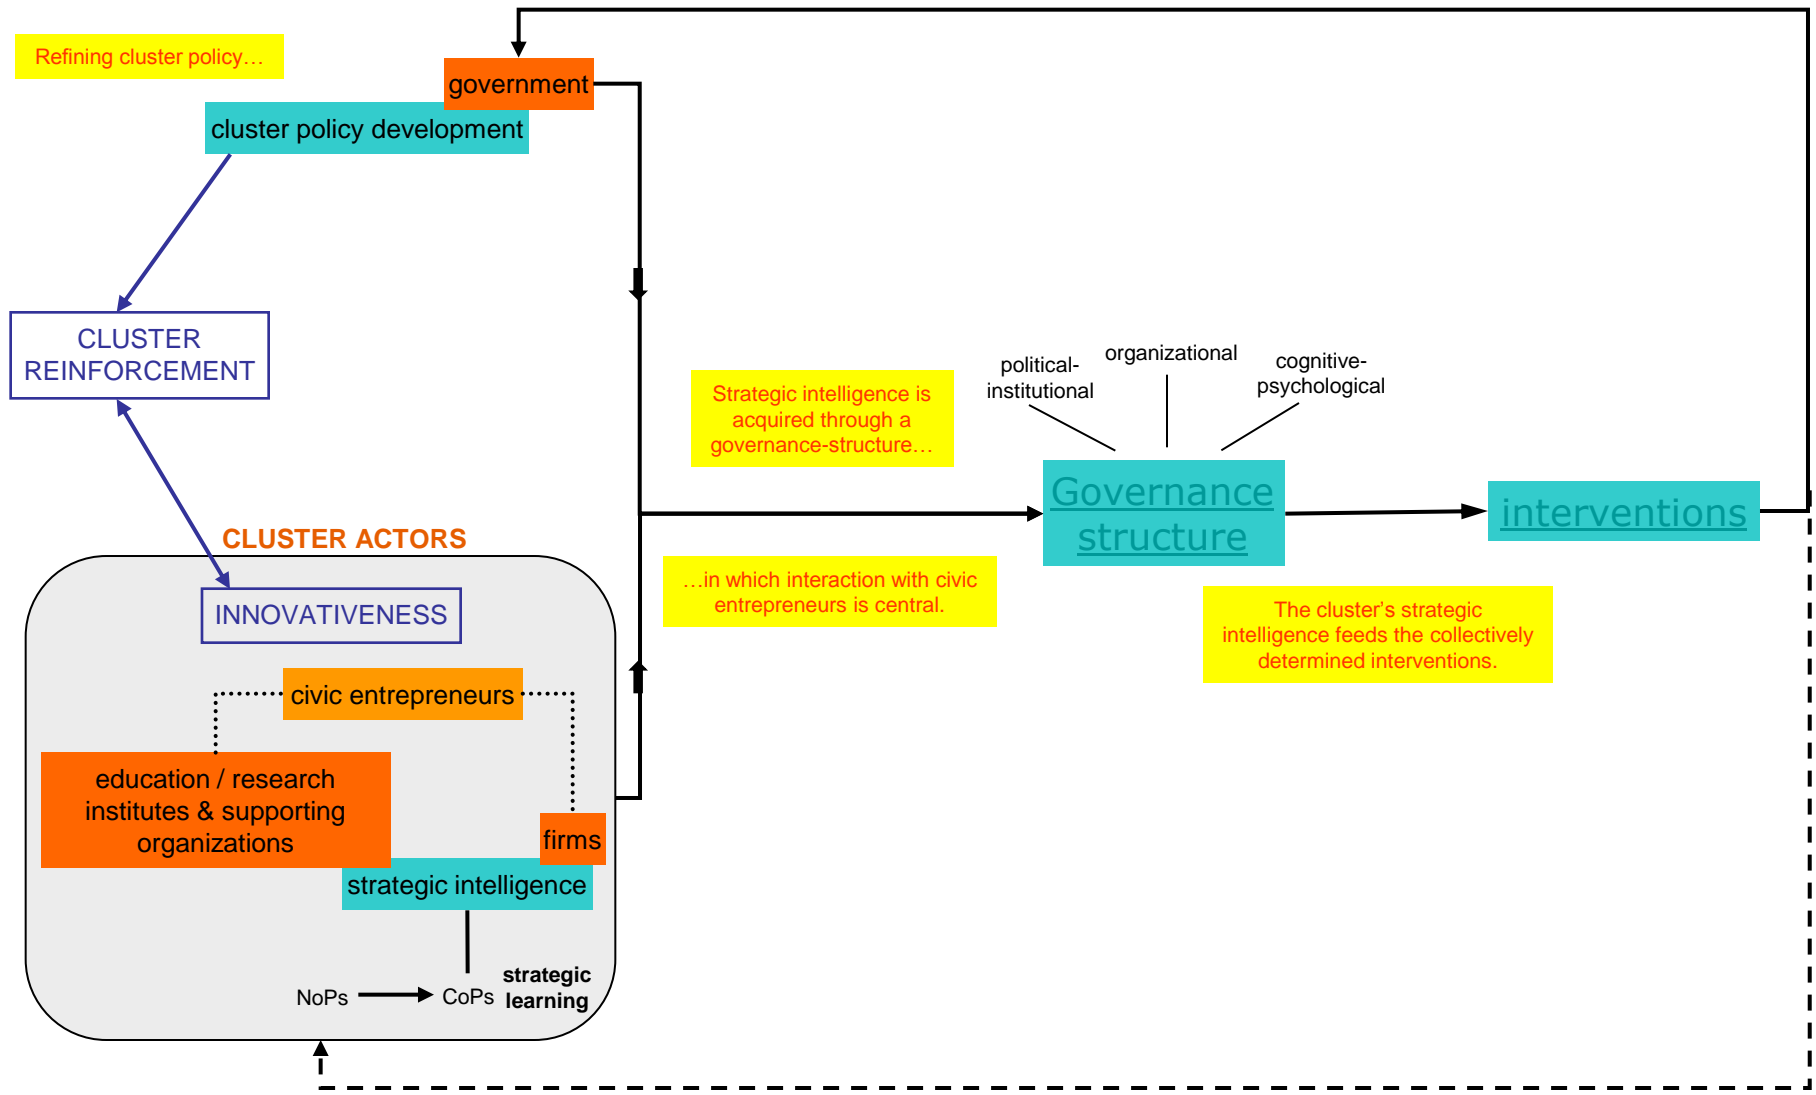 Refining cluster policy…
government
cluster policy development
CLUSTER
REINFORCEMENT
political-
institutional
organizational
cognitive-
psychological
Strategic intelligence is
acquired through a
governance-structure…
Governance
structure
interventions
…in which interaction with civic
entrepreneurs is central.
The cluster’s strategic
intelligence feeds the collectively
determined interventions.
CLUSTER ACTORS
INNOVATIVENESS
civic entrepreneurs
education / research
institutes & supporting
organizations
firms
strategic intelligence
NoPs
CoPs
strategic
learning